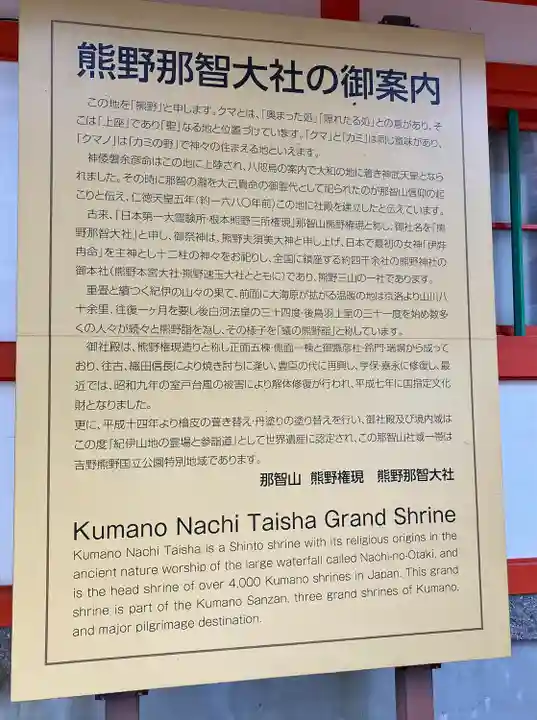 熊野那智大社の御案内
この地を「熊野」と申します。クマとは、「奥まった処」「隠れたる処」との意があり、そ
こは「上座」であり「聖」なる地と位置づけています。「クマ」と「カミ」は同じ意味があり、
「クマノ」は「カミの野」で神々の住まえる地といえます。
神倭磐余彦命はこの地に上陸され、八咫烏の案内で大和の地に着き神武天皇となら
れました。その時に那智の瀧を大己貴命の御霊代として祀られたのが那智山信仰の起
こりと伝え、仁徳天皇五年(約一六八〇年前)この地に社殿を建立したと伝えています。
古来、「日本第一大霊験所・根本熊野三所権現」那智山熊野権現と称し、御社名を「熊
野那智大社」と申し、御祭神は、熊野夫須美大神と申し上げ、日本で最初の女神「伊弉
冉命」を主神とし十二柱の神々をお祀りし、全国に鎮座する約四千余社の熊野神社の
御本社(熊野本宮大社・熊野速玉大社とともに)であり、熊野三山の一社であります。
重畳と續つく紀伊の山々の果て、前面に大海原が拡がる温暖の地は京洛より山川八
十余里、往復一ヶ月を要し後白河法皇の三十四度・後鳥羽上皇の三十一度を始め数多
くの人々が続々と熊野詣を為し、その様子を「蟻の熊野詣」と称しています。
御社殿は、熊野権現造りと称し正面五棟・側面一棟と御縣彦社・鈴門・瑞垣から成って
おり、往古、織田信長により焼き討ちに逢い、豊臣の代に再興し、享保・嘉永に修復し、最
近では、昭和九年の室戸台風の被害により解体修復が行われ、平成七年に国指定文化
財となりました。
更に、平成十四年より檜皮の葺き替え・丹塗りの塗り替えを行い、御社殿及び境内域は
この度「紀伊山地の霊場と参詣道」として世界遺産に認定され、この那智山社域一帯は
吉野熊野国立公園特別地域であります。
那智山 熊野権現 熊野那智大社
Kumano Nachi Taisha Grand Shrine
Kumano Nachi Taisha is a Shinto shrine with its religious origins in the
ancient nature worship of the large waterfall called Nachi-no-Otaki, and
is the head shrine of over 4,000 Kumano shrines in Japan. This grand
shrine is part of the Kumano Sanzan, three grand shrines of Kumano,
and major pilgrimage destination.